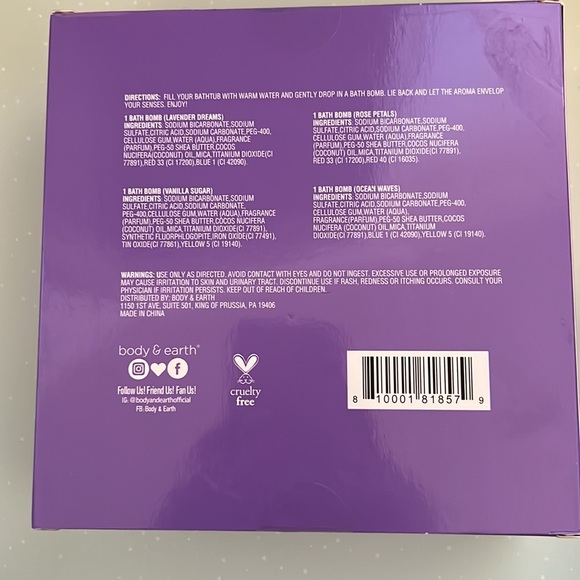 DIRECTIONS: FILL YOUR BATHTUB WITH WARM WATER AND GENTLY DROP IN A BATH BOMB. LIE BACK AND LET THE AROMA ENVELOP
YOUR SENSES. ENJOY!
1 BATH BOMB (LAVENDER DREAMS)
INGREDIENTS: SODIUM BICARBONATE,SODIUM
SULFATE,CITRIC ACID,SODIUM CARBONATE,PEG-400,
CELLULOSE GUM,WATER (AQUA),FRAGRANCE
(PARFUM),PEG-50 SHEA BUTTER,COCOS
NUCIFERA(COCONUT) OIL,MICA,TITANIUM DIOXIDE(CI
77891),RED 33 (CI 17200),BLUE 1 (CI 42090).
1 BATH BOMB (ROSE PETALS)
INGREDIENTS: SODIUM BICARBONATE,SODIUM
SULFATE,CITRIC ACID,SODIUM CARBONATE,PEG-400,
CELLULOSE GUM,WATER (AQUA),FRAGRANCE
(PARFUM),PEG-50 SHEA BUTTER,COCOS NUCIFERA
(COCONUT) OIL,MICA,TITANIUM DIOXIDE(CI 77891),
RED 33 (CI 17200),RED 40 (CI 16035).
1 BATH BOMB (VANILLA SUGAR)
INGREDIENTS: SODIUM BICARBONATE,SODIUM
SULFATE,CITRIC ACID,SODIUM CARBONATE,
PEG-400,CELLULOSE GUM,WATER (AQUA),FRAGRANCE
(PARFUM),PEG-50 SHEA BUTTER,COCOS NUCIFERA
(COCONUT) OIL,MICA,TITANIUM DIOXIDE(CI 77891),
SYNTHETIC FLUORPHLOGOPITE,IRON OXIDE(CI 77491),
TIN OXIDE(CI 77861),YELLOW 5 (CI 19140).
1 BATH BOMB (OCEAN WAVES)
INGREDIENTS: SODIUM BICARBONATE,SODIUM
SULFATE,CITRIC ACID,SODIUM CARBONATE,PEG-400,
CELLULOSE GUM,WATER (AQUA),
FRAGRANCE(PARFUM),PEG-50 SHEA BUTTER,COCOS
NUCIFERA (COCONUT) OIL,MICA,TITANIUM
DIOXIDE(CI 77891),BLUE 1 (CI 42090),YELLOW 5 (CI 19140).
WARNINGS: USE ONLY AS DIRECTED. AVOID CONTACT WITH EYES AND DO NOT INGEST. EXCESSIVE USE OR PROLONGED EXPOSURE
MAY CAUSE IRRITATION TO SKIN AND URINARY TRACT. DISCONTINUE USE IF RASH, REDNESS OR ITCHING OCCURS. CONSULT YOUR
PHYSICIAN IF IRRITATION PERSISTS. KEEP OUT OF REACH OF CHILDREN.
DISTRIBUTED BY: BODY & EARTH
1150 1ST AVE, SUITE 501, KING OF PRUSSIA, PA 19406
MADE IN CHINA
body & earth®
Follow Us! Friend Us! Fan Us!
IG: @bodyandearthofficial
FB: Body & Earth
cruelty
free
8 10001 81857 9